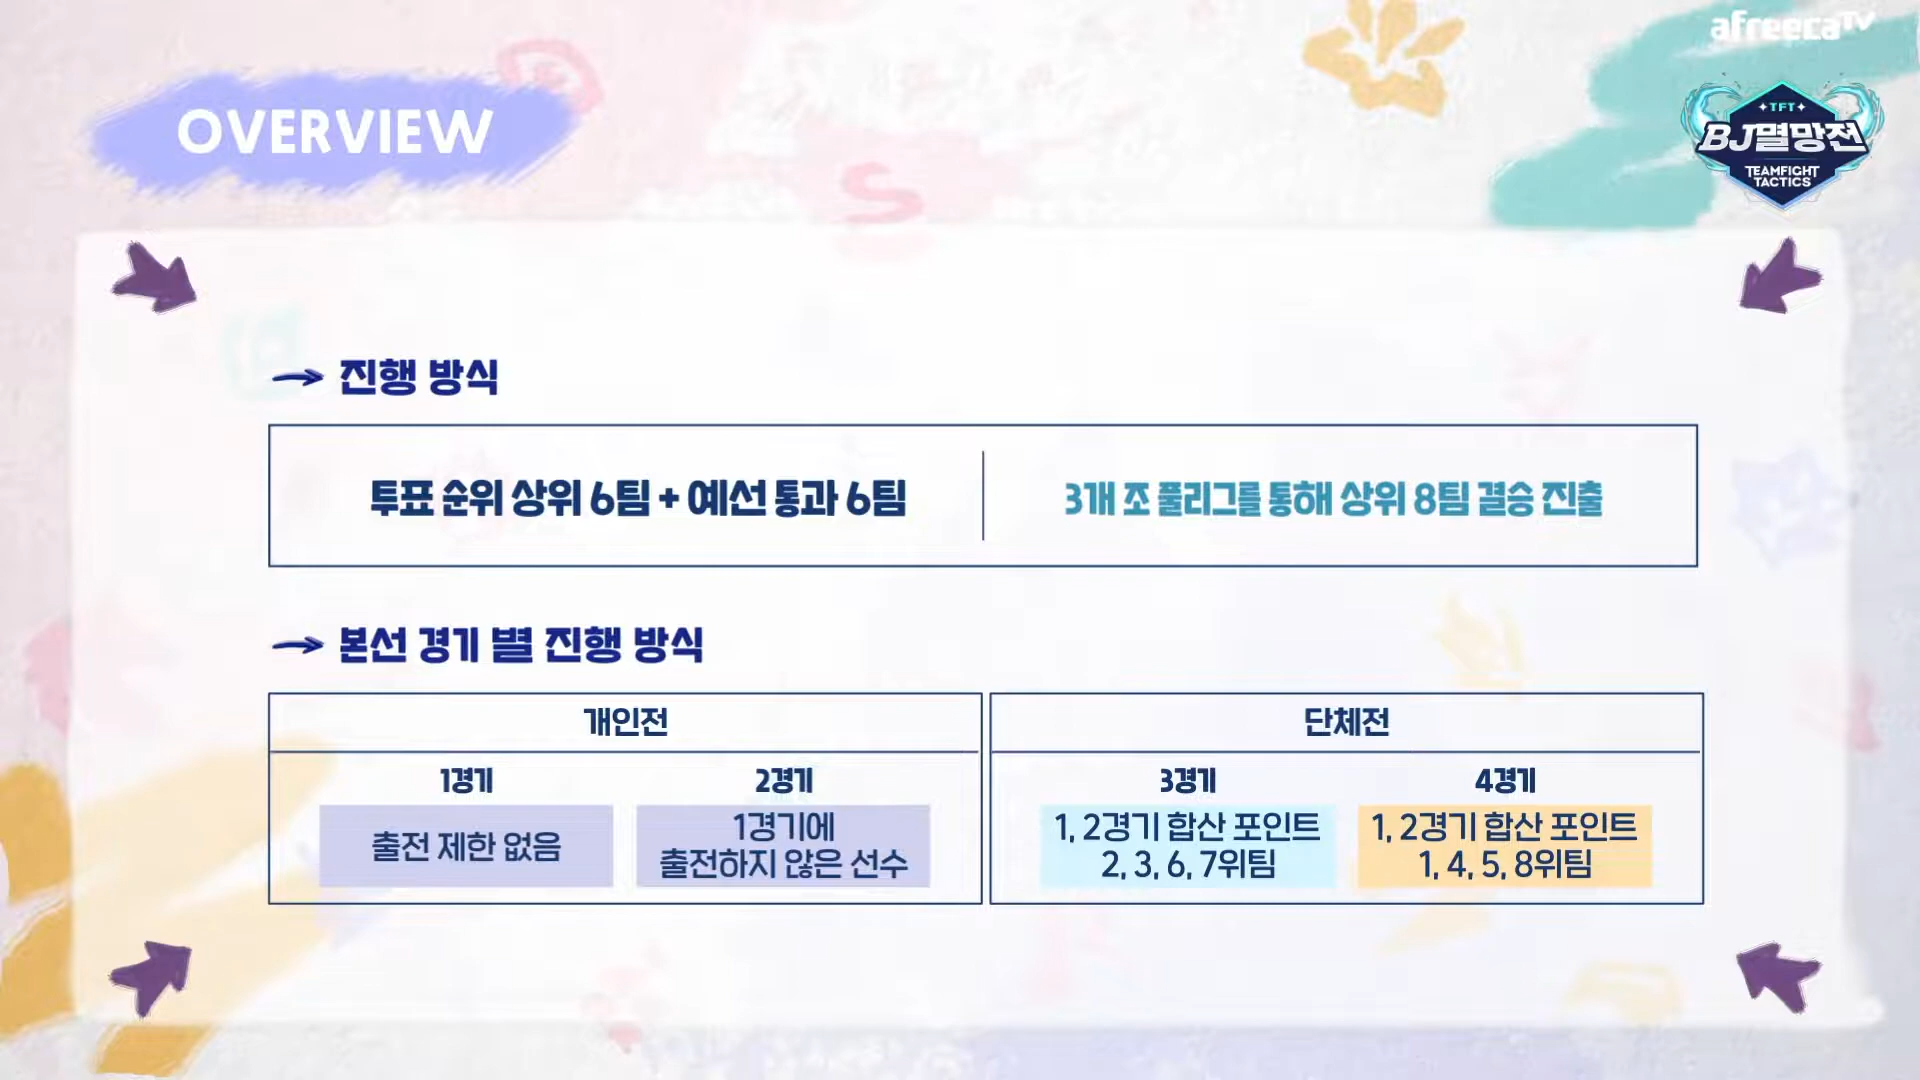 afreecaTV
OVERVIEW
TFT
BJ멸망전
TEAMFIGHT
TACTICS
S
진행 방식
투표 순위 상위 6팀 + 예선 통과 6팀
3개 조 풀리그를 통해 상위 8팀 결승 진출
본선 경기 별 진행 방식
개인전
단체전
1경기
2경기
3경기
4경기
출전 제한 없음
1경기에
출전하지 않은 선수
1, 2경기 합산 포인트
2, 3, 6, 7위팀
1, 2경기 합산 포인트
1, 4, 5, 8위팀